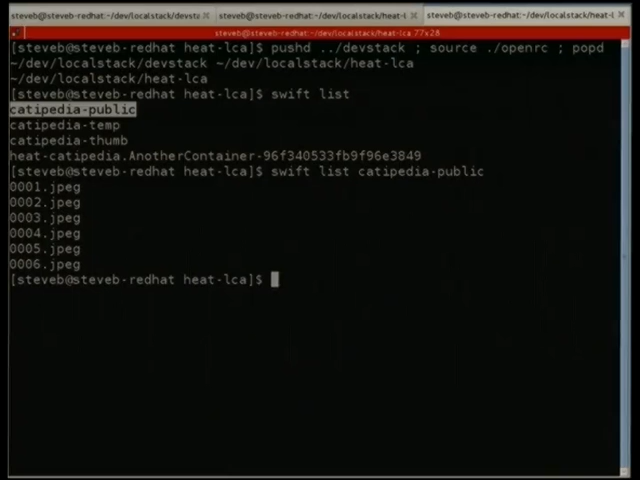 steveb@steveb-redhat:~/dev/localstack/devsta
steveb@steveb-redhat:~/dev/localstack/heat-l
steveb@steveb-redhat:~/dev/localstack/heat-l
steveb@steveb-redhat:~/dev/localstack/heat-lca 77x28
[steveb@steveb-redhat heat-lca]$ pushd ../devstack ; source ./openrc ; popd
~/dev/localstack/devstack ~/dev/localstack/heat-lca
~/dev/localstack/heat-lca
[steveb@steveb-redhat heat-lca]$ swift list
catipedia-public
catipedia-temp
catipedia-thumb
heat-catipedia.AnotherContainer-96f340533fb9f96e3849
[steveb@steveb-redhat heat-lca]$ swift list catipedia-public
0001.jpeg
0002.jpeg
0003.jpeg
0004.jpeg
0005.jpeg
0006.jpeg
[steveb@steveb-redhat heat-lca]$